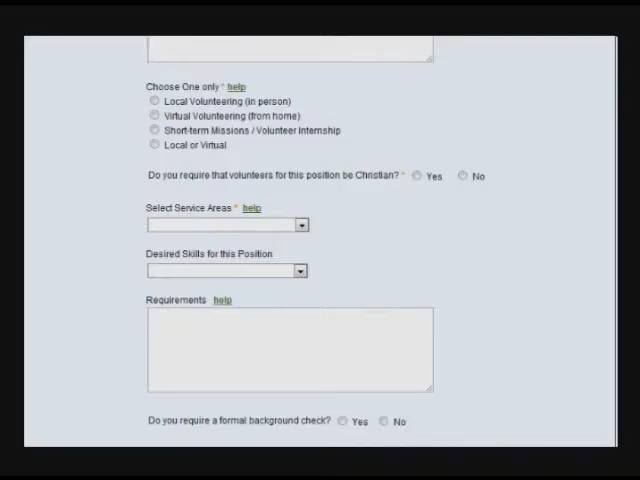 Choose One only * help
Local Volunteering (in person)
Virtual Volunteering (from home)
Short-term Missions / Volunteer Internship
Local or Virtual
Do you require that volunteers for this position be Christian? * Yes No
Select Service Areas * help
Desired Skills for this Position
Requirements help
Do you require a formal background check? Yes No